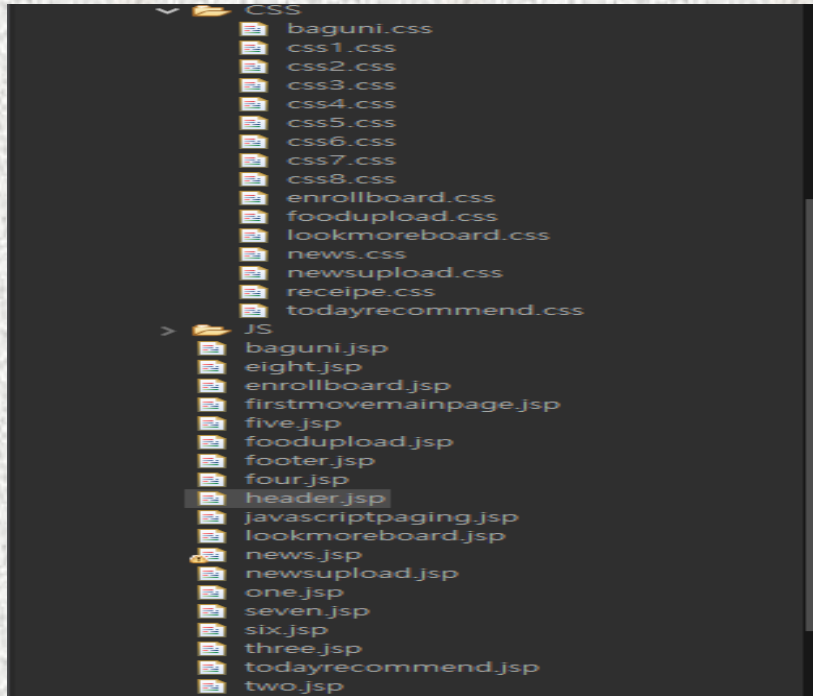 CSS
baguni.css
css1.css
css2.css
css3.css
css4.css
css5.css
css6.css
css7.css
css8.css
enrollboard.css
foodupload.css
lookmoreboard.css
news.css
newsupload.css
receipe.css
todayrecommend.css
JS
baguni.jsp
eight.jsp
enrollboard.jsp
firstmovemainpage.jsp
five.jsp
foodupload.jsp
footer.jsp
four.jsp
header.jsp
javascriptpaging.jsp
lookmoreboard.jsp
news.jsp
newsupload.jsp
one.jsp
seven.jsp
six.jsp
three.jsp
todayrecommend.jsp
two.jsp